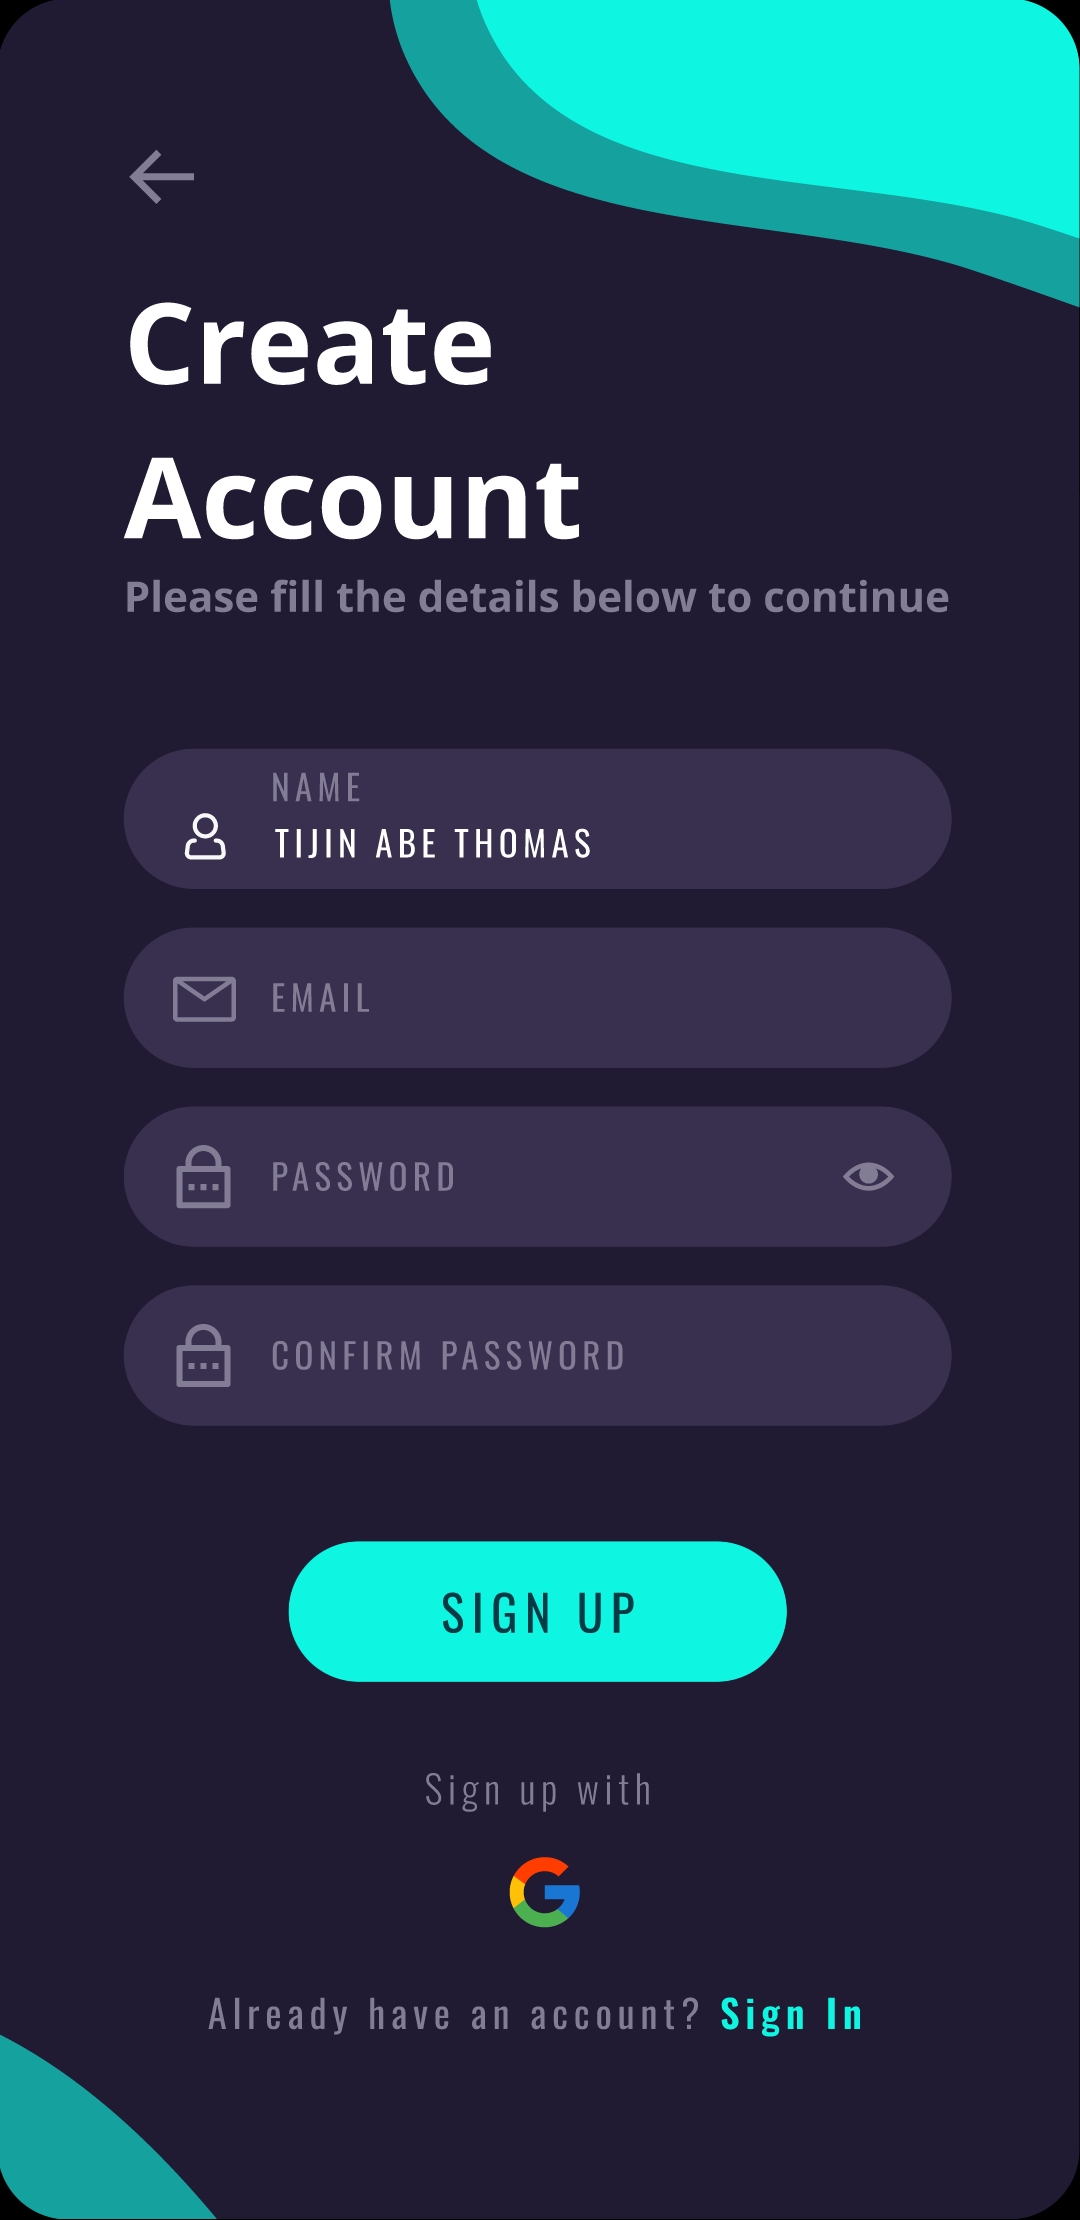 Create
Account
Please fill the details below to continue
NAME
TIJIN ABE THOMAS
EMAIL
PASSWORD
CONFIRM PASSWORD
SIGN UP
Sign up with
Already have an account? Sign In